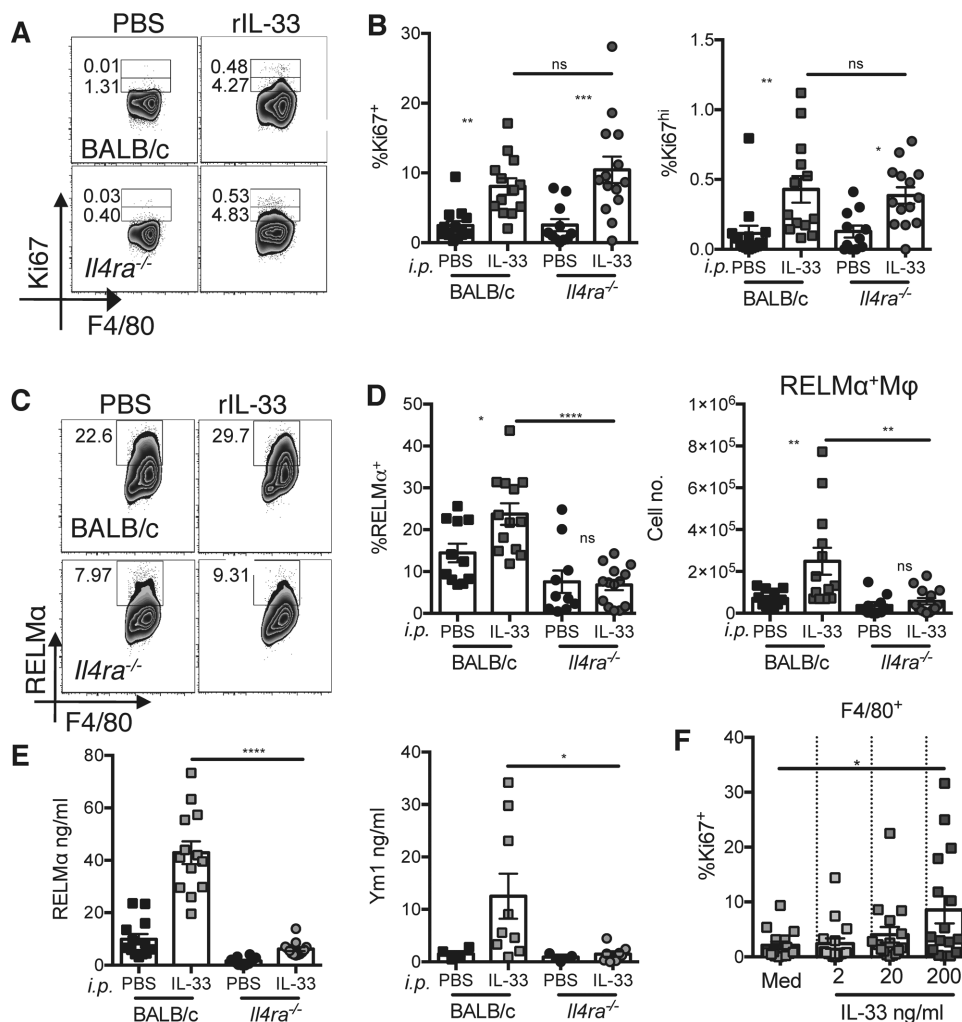 A
PBS
rIL-33
0.01
1.31
0.48
4.27
BALB/c
0.03
0.40
0.53
4.83
Il4ra-/-
Ki67
F4/80
B
%Ki67+
30
20
10
0
ns
**
***
i.p.
PBS
IL-33
PBS
IL-33
BALB/c
Il4ra-/-
%Ki67hi
1.5
1.0
0.5
0.0
ns
**
*
i.p.
PBS
IL-33
PBS
IL-33
BALB/c
Il4ra-/-
C
PBS
rIL-33
22.6
29.7
BALB/c
7.97
9.31
Il4ra-/-
RELMα
F4/80
D
%RELMα+
50
40
30
20
10
0
*
****
ns
i.p.
PBS
IL-33
PBS
IL-33
BALB/c
Il4ra-/-
RELMα+Mφ
Cell no.
1×10^6
8×10^5
6×10^5
4×10^5
2×10^5
0
**
**
ns
i.p.
PBS
IL-33
PBS
IL-33
BALB/c
Il4ra-/-
E
RELMα ng/ml
80
60
40
20
0
****
i.p.
PBS
IL-33
PBS
IL-33
BALB/c
Il4ra-/-
Ym1 ng/ml
40
30
20
10
0
*
i.p.
PBS
IL-33
PBS
IL-33
BALB/c
Il4ra-/-
F
F4/80+
%Ki67+
40
30
20
10
0
*
Med
2
20
200
IL-33 ng/ml